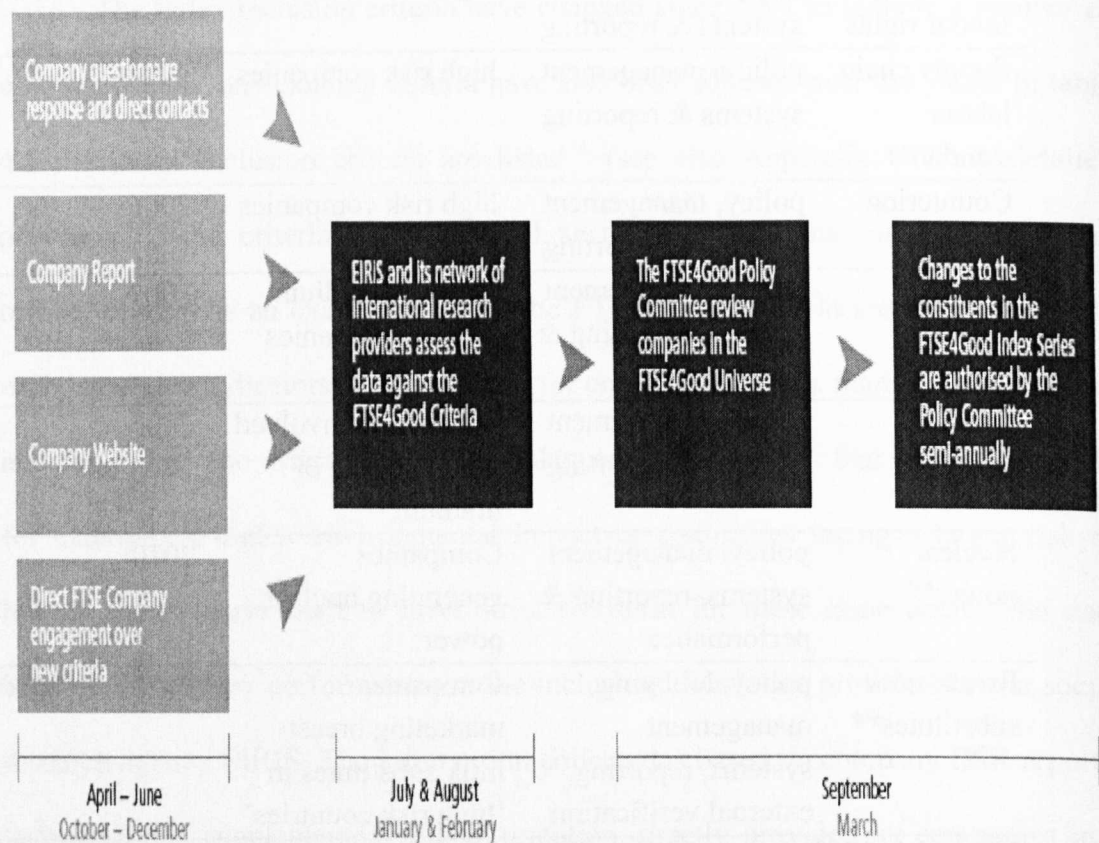 Company questionnaire
response and direct contacts
Company Report
Company Website
Direct FTSE Company
engagement over
new criteria
EIRIS and its network of
international research
providers assess the
data against the
FTSE4Good Criteria
The FTSE4Good Policy
Committee review
companies in the
FTSE4Good Universe
Changes to the
constituents in the
FTSE4Good Index Series
are authorised by the
Policy Committee
semi-annually
April – June
October – December
July & August
January & February
September
March